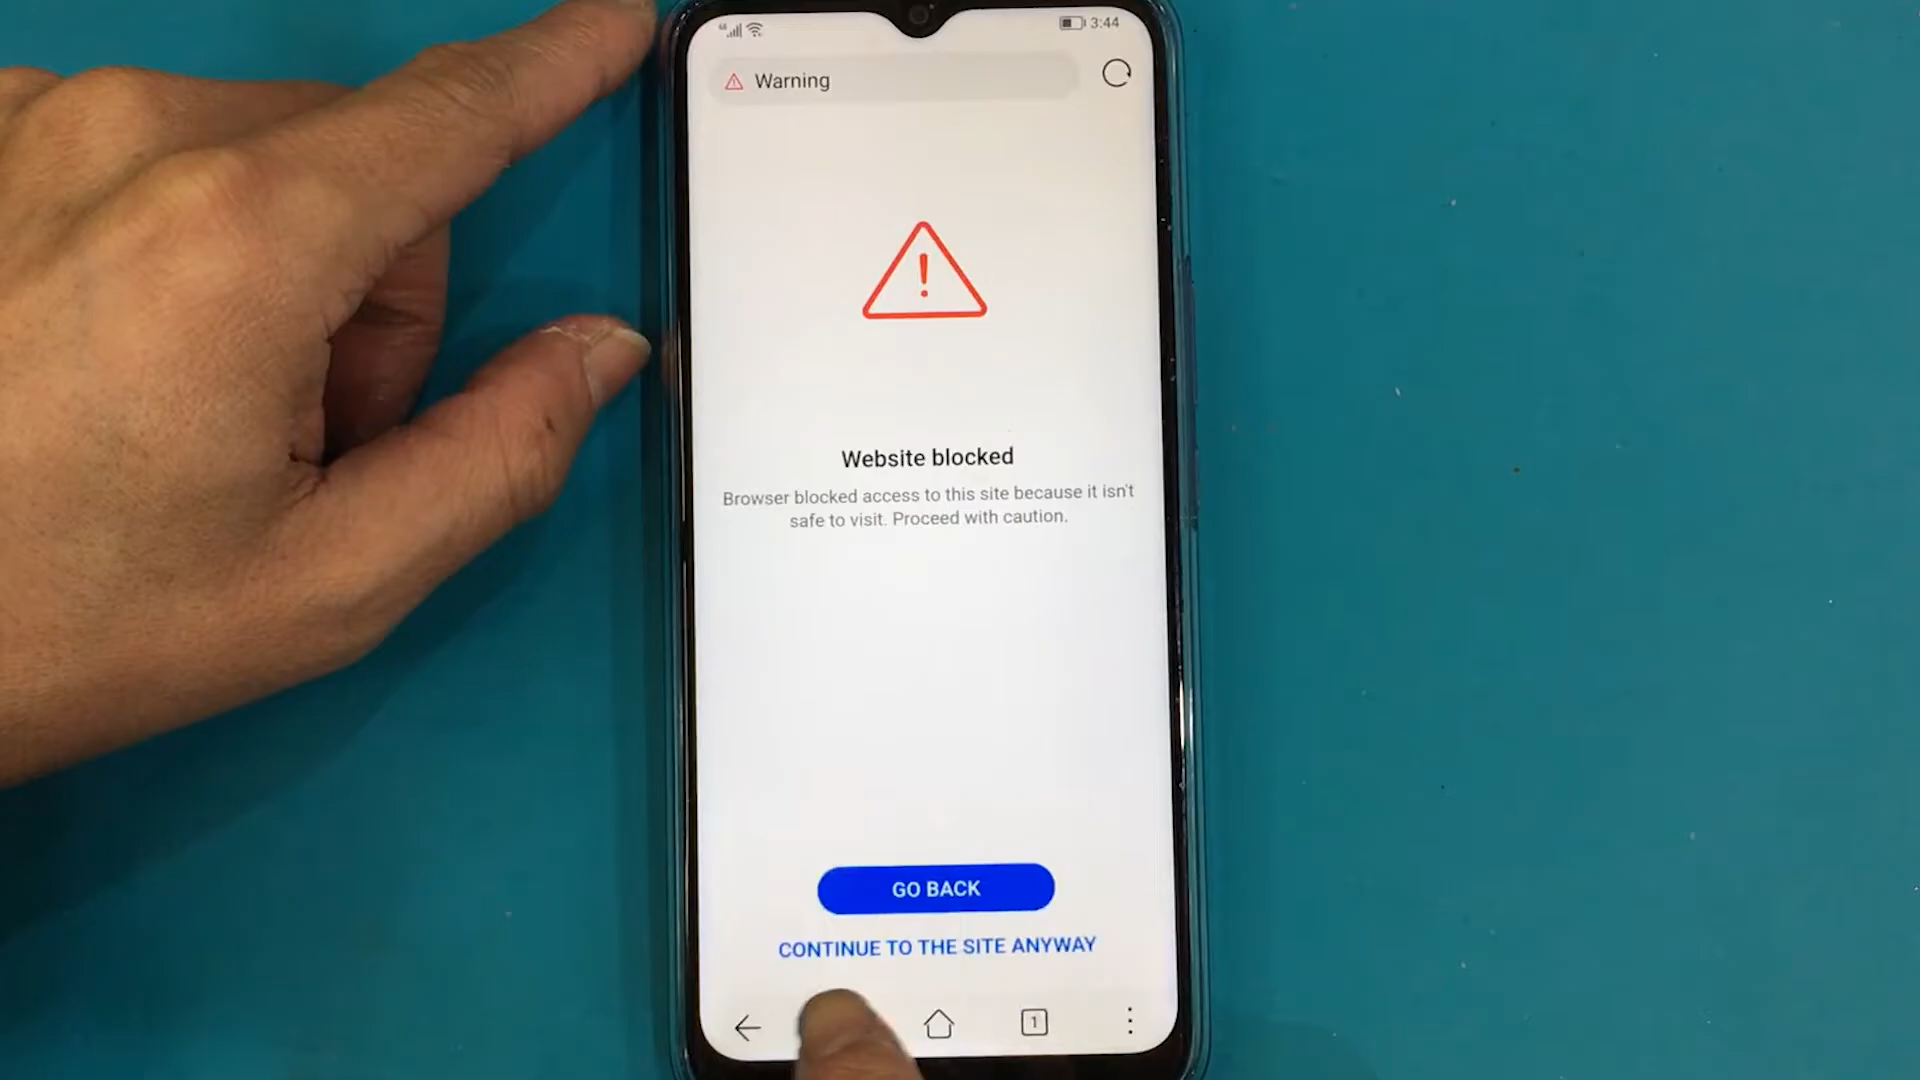 3:44
Warning
Website blocked
Browser blocked access to this site because it isn't
safe to visit. Proceed with caution.
GO BACK
CONTINUE TO THE SITE ANYWAY
1